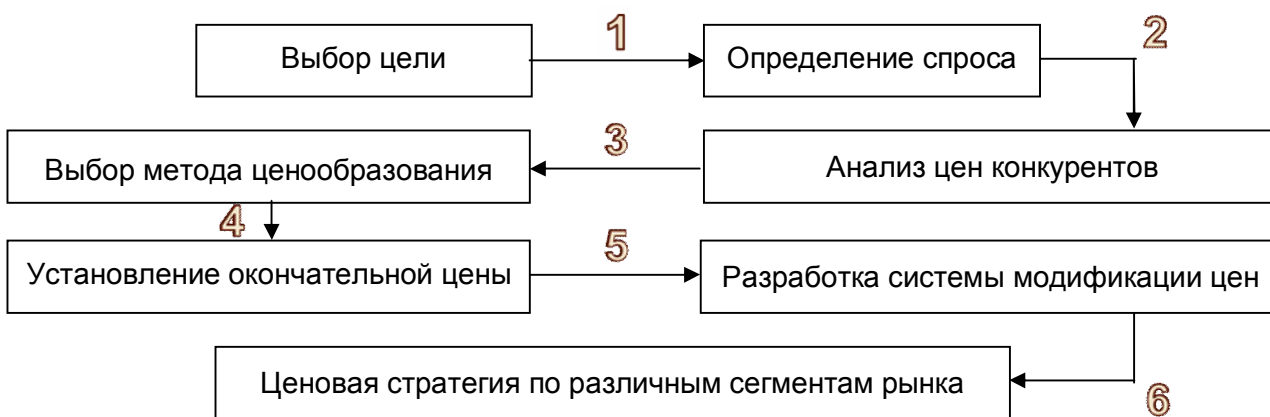 Выбор цели
1
Определение спроса
2
Анализ цен конкурентов
3
Выбор метода ценообразования
4
Установление окончательной цены
5
Разработка системы модификации цен
6
Ценовая стратегия по различным сегментам рынка